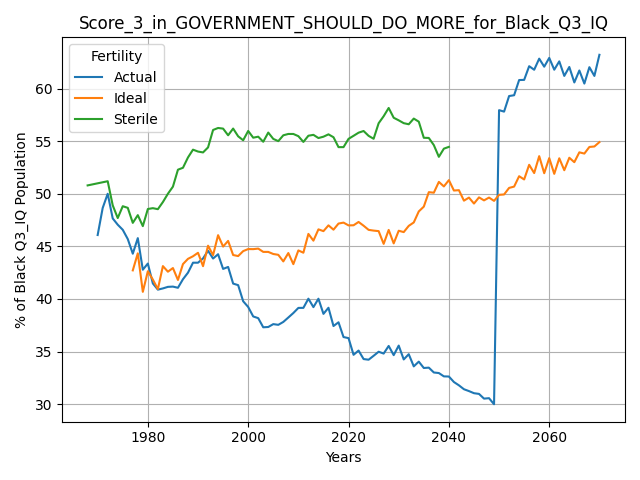 Score_3_in_GOVERNMENT_SHOULD_DO_MORE_for_Black_Q3_IQ
Fertility
Actual
Ideal
Sterile
% of Black Q3_IQ Population
60
55
50
45
40
35
30
1980
2000
2020
2040
2060
Years